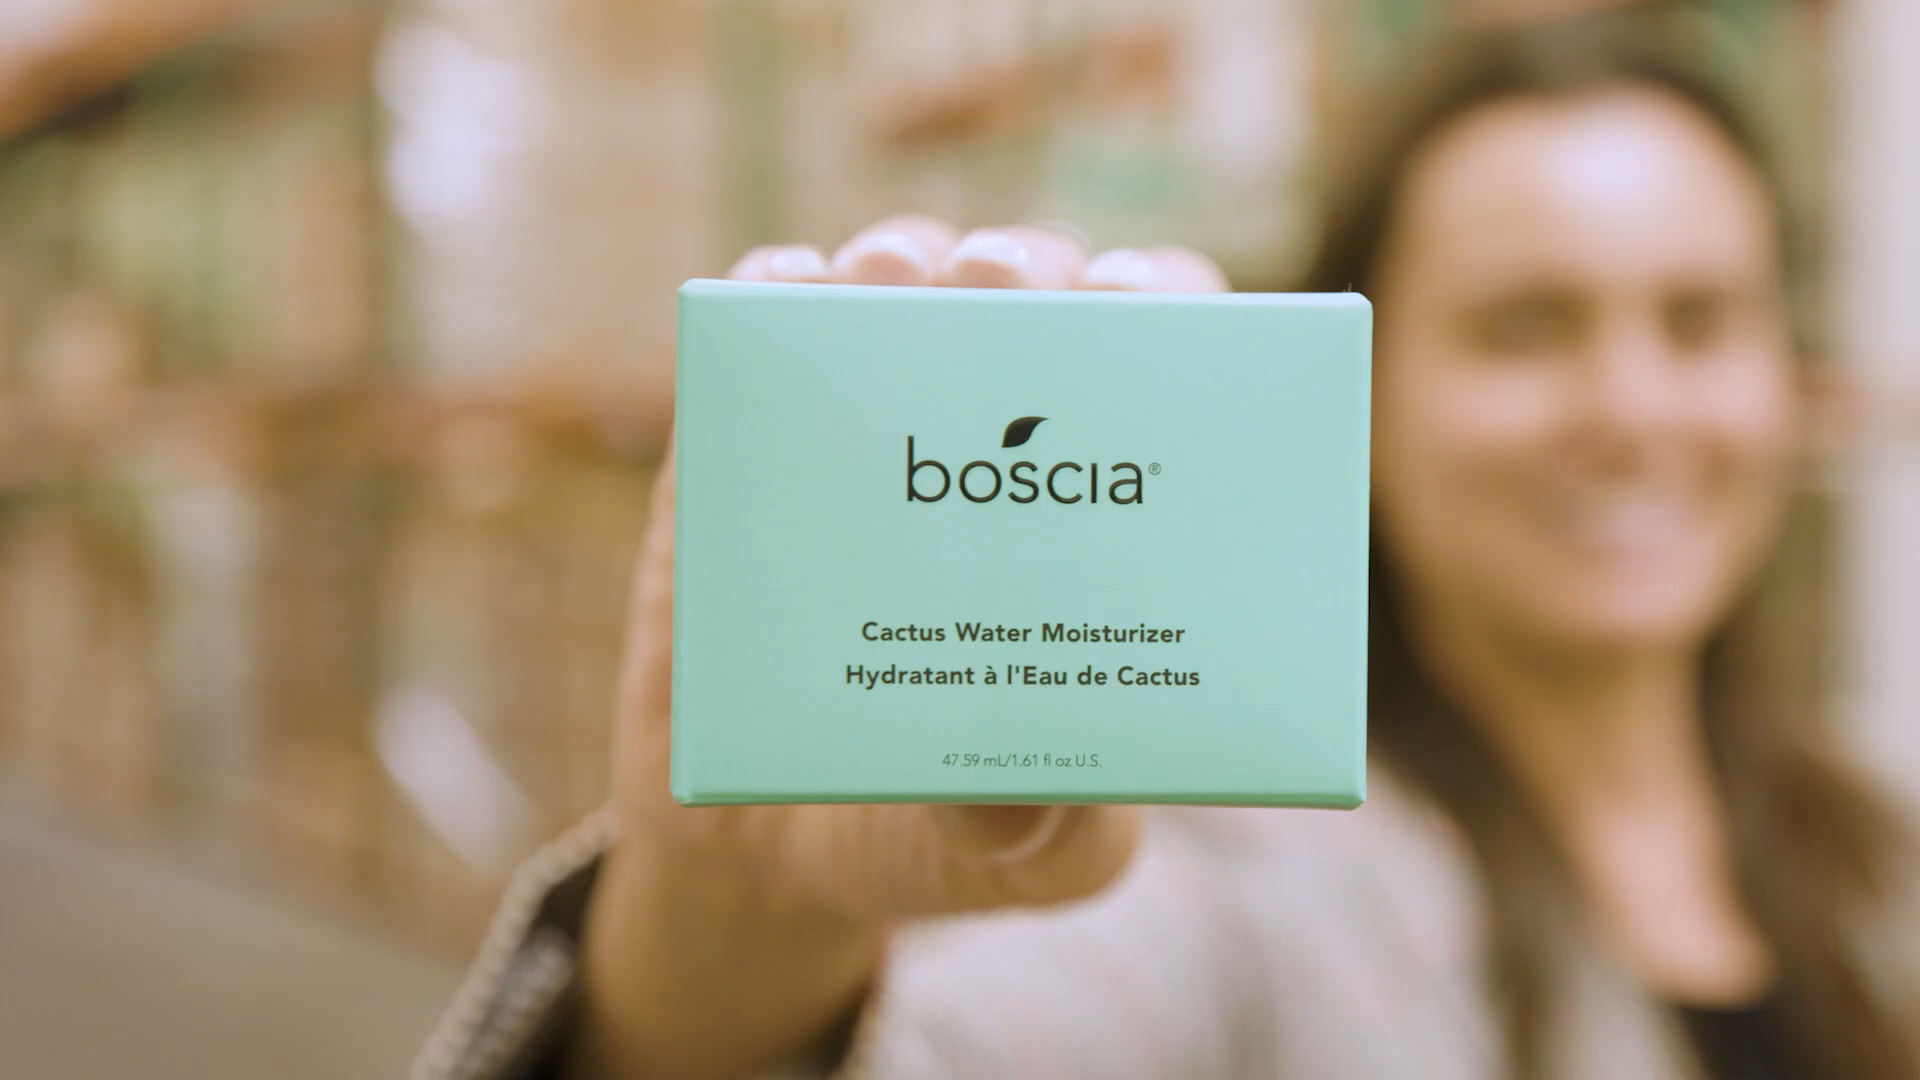 boscia®
Cactus Water Moisturizer
Hydratant à l'Eau de Cactus
47.59 mL/1.61 fl oz U.S.